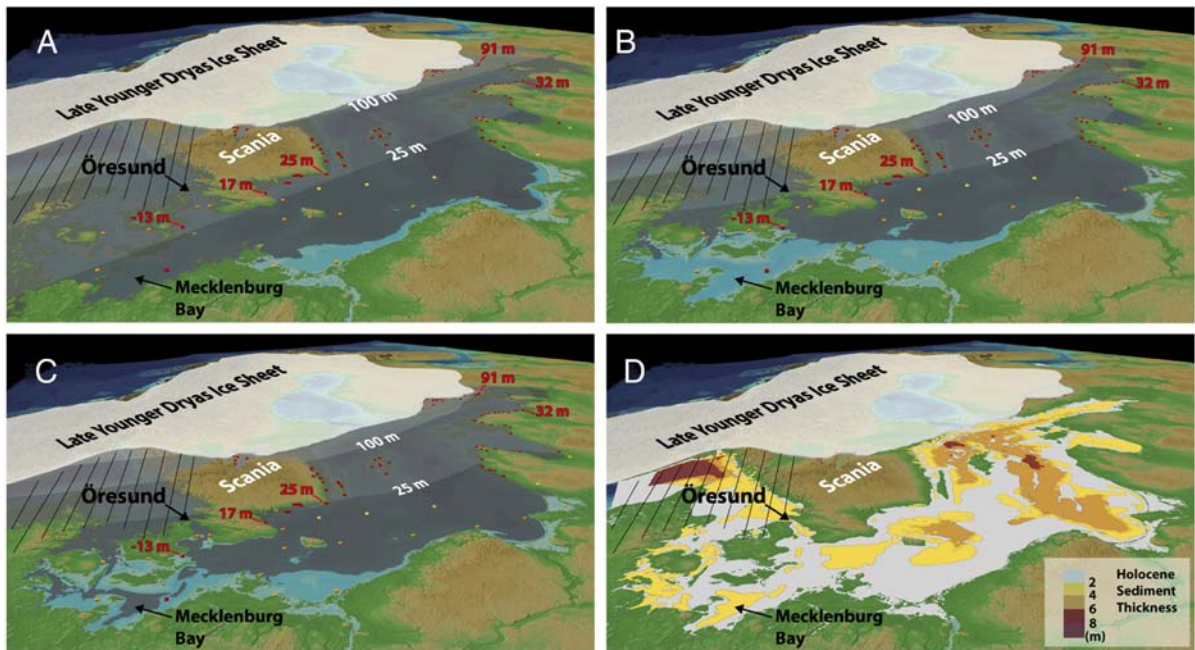 A
Late Younger Dryas Ice Sheet
91 m
32 m
100 m
Scania
25 m
25 m
Öresund
17 m
-13 m
Mecklenburg
Bay
B
Late Younger Dryas Ice Sheet
91 m
32 m
100 m
Scania
25 m
25 m
Öresund
17 m
-13 m
Mecklenburg
Bay
C
Late Younger Dryas Ice Sheet
91 m
32 m
100 m
Scania
25 m
25 m
Öresund
17 m
-13 m
Mecklenburg
Bay
D
Late Younger Dryas Ice Sheet
Scania
Öresund
Mecklenburg
Bay
2 Holocene
4 Sediment
6 Thickness
8
(m)